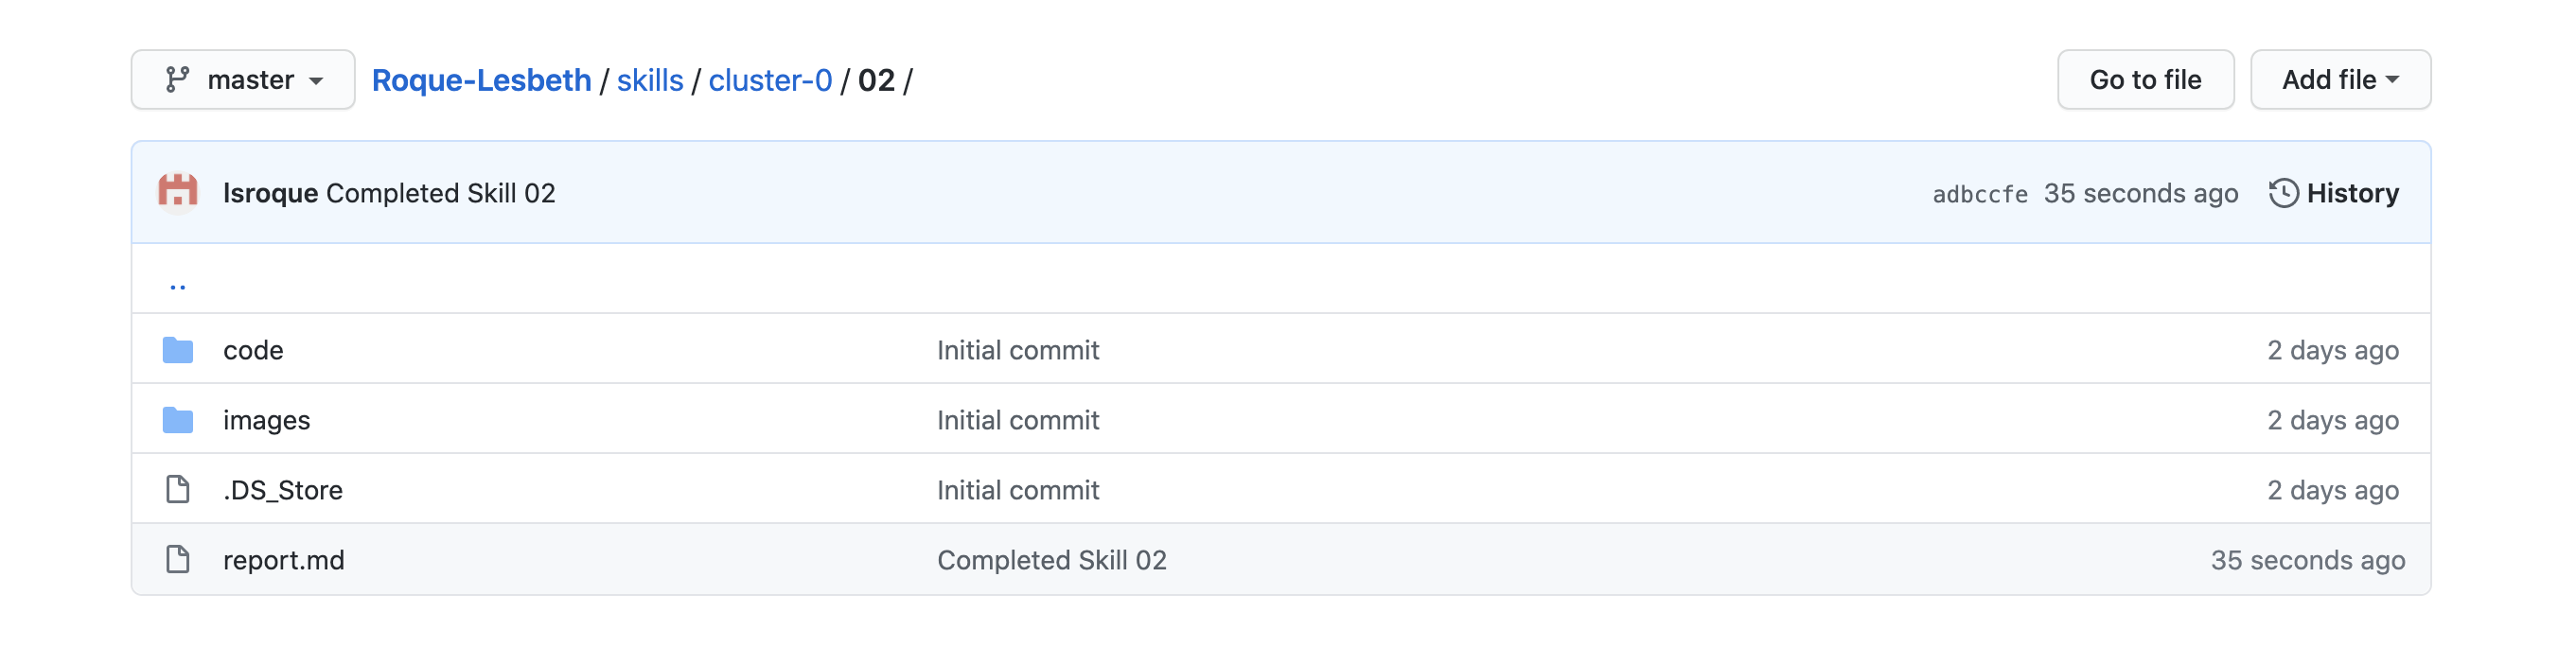 master Roque-Lesbeth / skills / cluster-0 / 02 / Go to file Add file
lsroque Completed Skill 02 adbccfe 35 seconds ago History
..
code Initial commit 2 days ago
images Initial commit 2 days ago
.DS_Store Initial commit 2 days ago
report.md Completed Skill 02 35 seconds ago